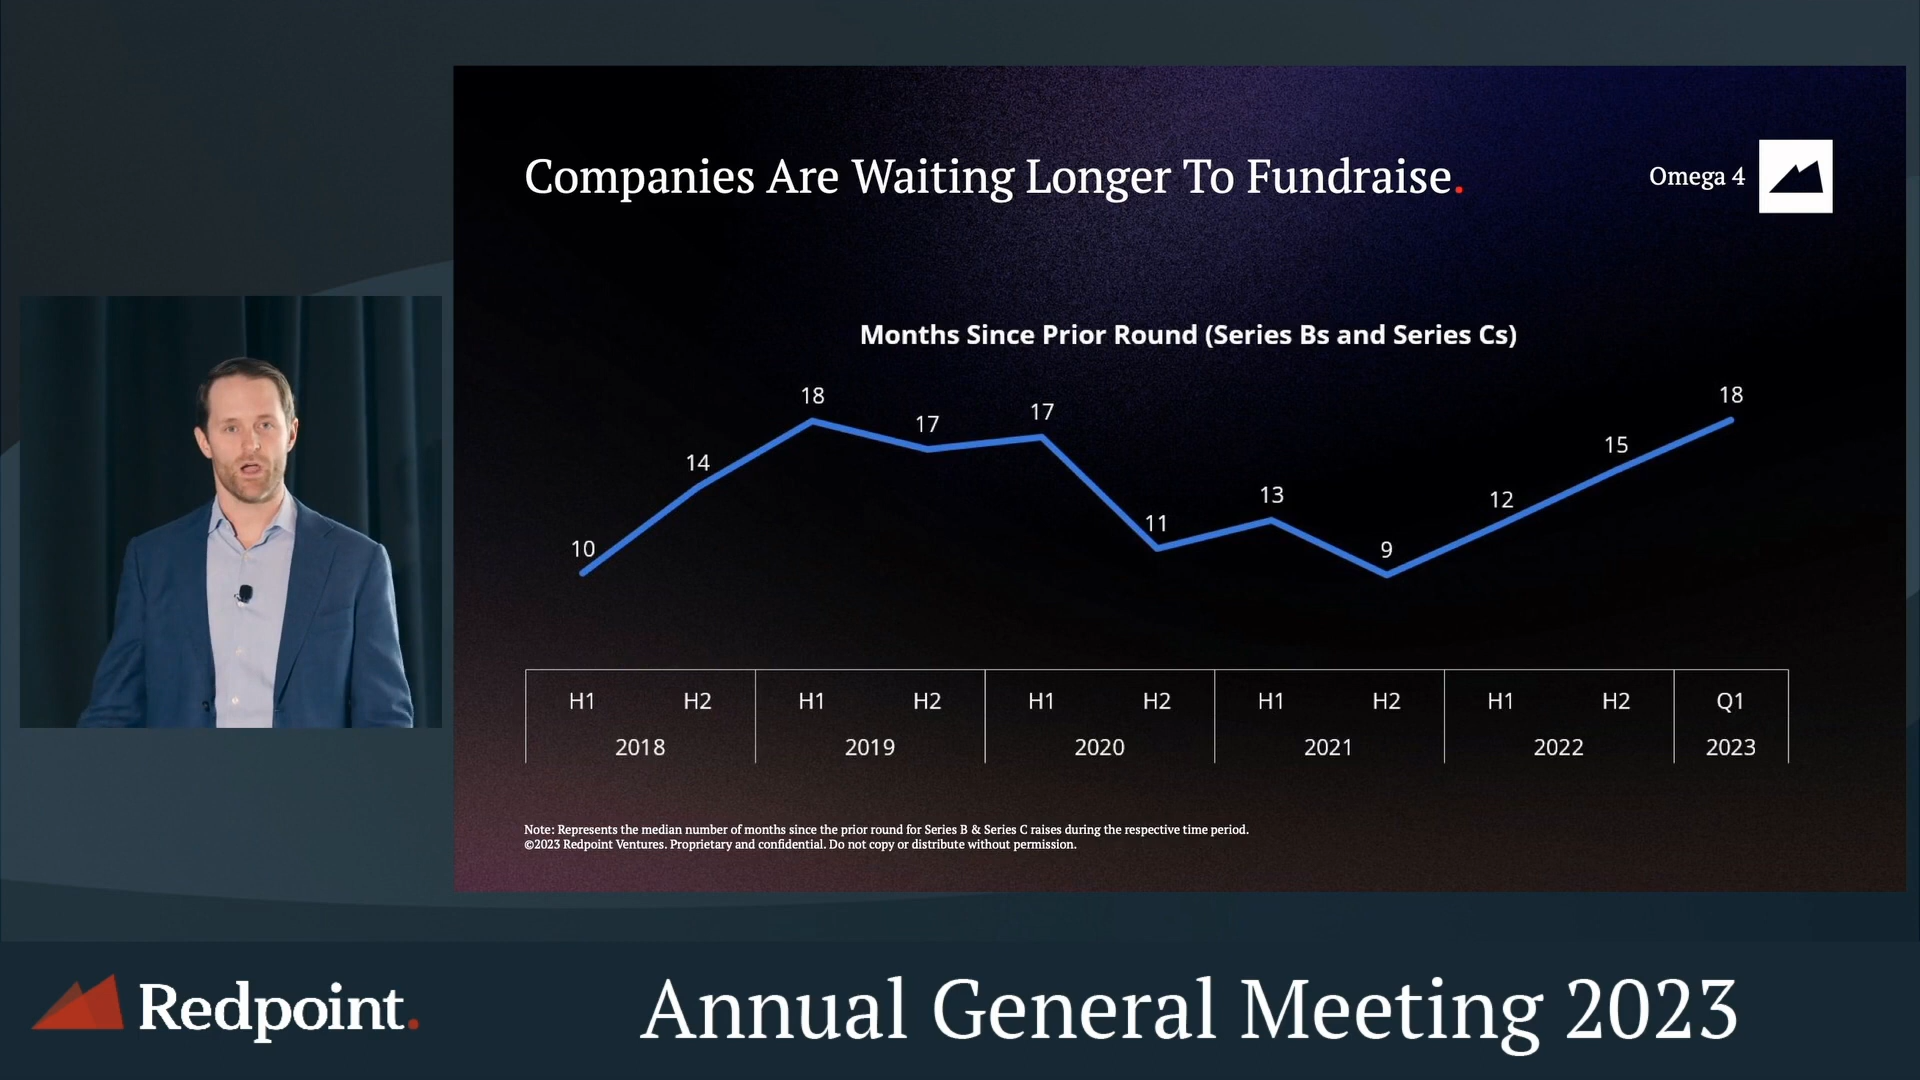 Companies Are Waiting Longer To Fundraise.
Omega 4
Months Since Prior Round (Series Bs and Series Cs)
10 14 18 17 17 11 13 9 12 15 18
H1 H2 H1 H2 H1 H2 H1 H2 H1 H2 Q1
2018 2019 2020 2021 2022 2023
Note: Represents the median number of months since the prior round for Series B & Series C raises during the respective time period.
©2023 Redpoint Ventures. Proprietary and confidential. Do not copy or distribute without permission.
Redpoint.
Annual General Meeting 2023